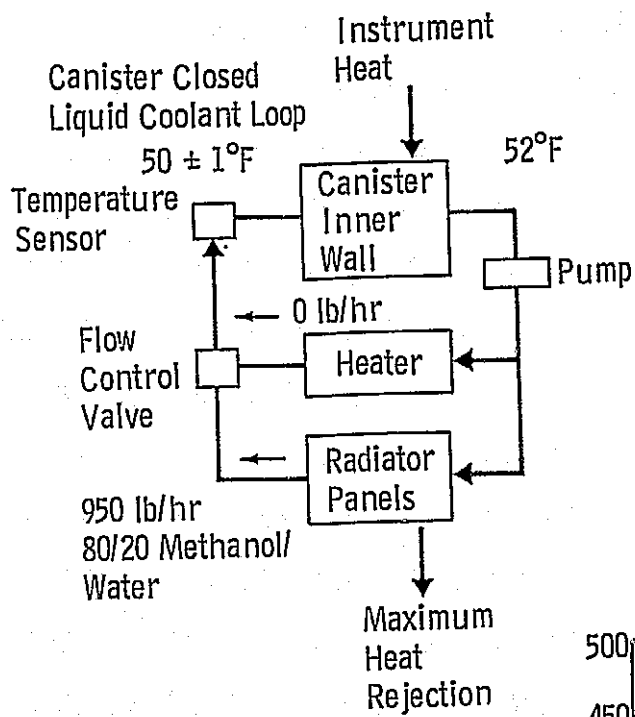 Instrument
Heat
Canister Closed
Liquid Coolant Loop
50 ± 1°F
52°F
Temperature
Sensor
Canister
Inner
Wall
Pump
0 lb/hr
Flow
Control
Valve
Heater
Radiator
Panels
950 lb/hr
80/20 Methanol/
Water
Maximum
Heat
Rejection
500
450